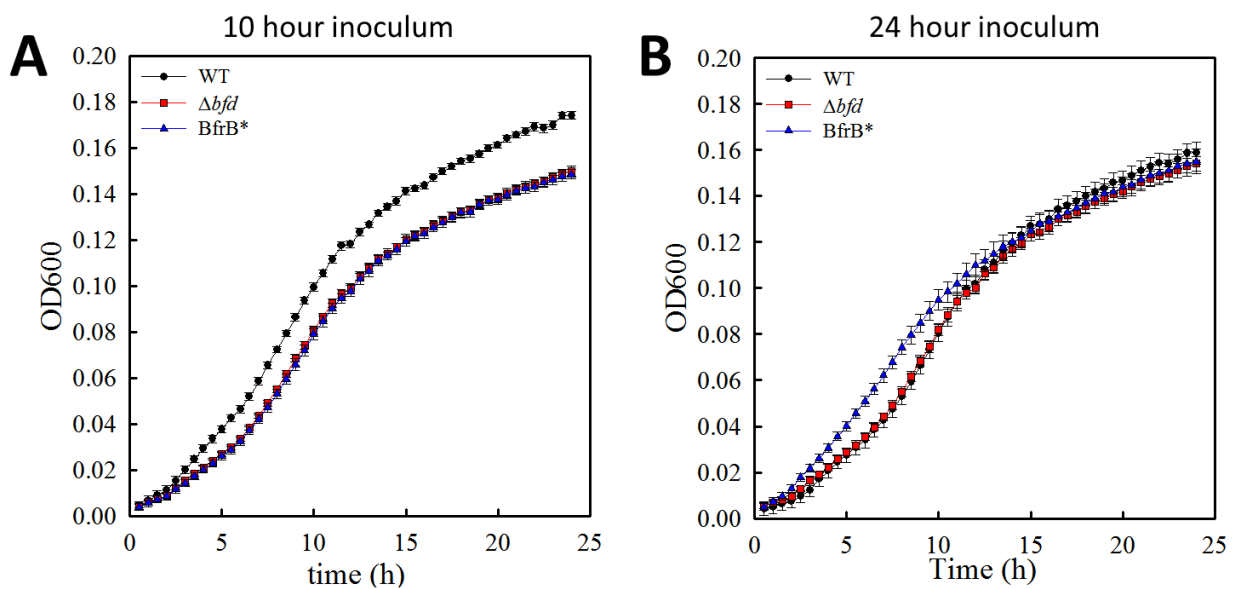 A
10 hour inoculum
0.20
0.18
0.16
0.14
0.12
0.10
0.08
0.06
0.04
0.02
0.00
OD600
WT
Δbfd
BfrB*
0 5 10 15 20 25
time (h)
B
24 hour inoculum
0.20
0.18
0.16
0.14
0.12
0.10
0.08
0.06
0.04
0.02
0.00
OD600
WT
Δbfd
BfrB*
0 5 10 15 20 25
Time (h)